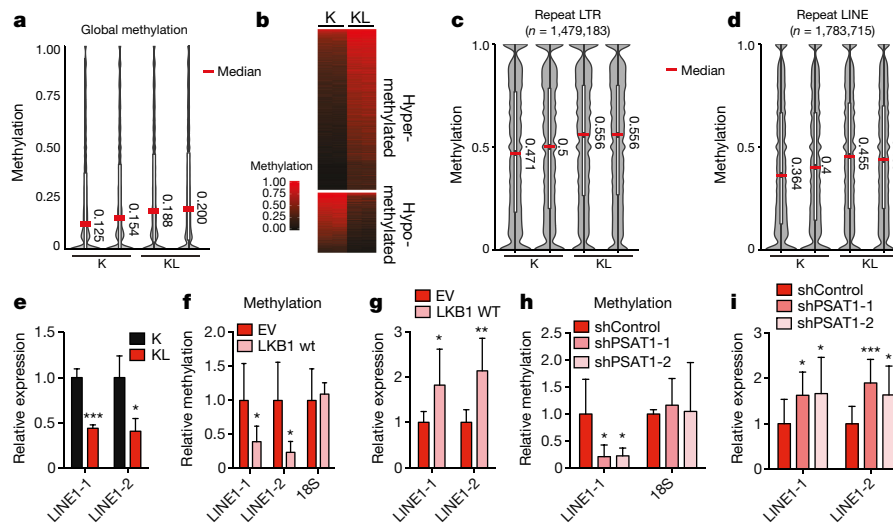 a
Global methylation
1.00
0.75
0.50
0.25
0
Methylation
0.125
0.154
0.188
0.200
K
KL
Median
b
K
KL
Hyper-
methylated
Hypo-
methylated
Methylation
1.00
0.75
0.50
0.25
0.00
c
Repeat LTR
(n = 1,479,183)
1.0
0.5
0
Methylation
0.471
0.5
0.556
0.556
K
KL
Median
d
Repeat LINE
(n = 1,783,715)
1.0
0.5
0
0.364
0.4
0.455
K
KL
e
Relative expression
1.5
1.0
0.5
0
K
KL
***
*
LINE1-1
LINE1-2
f
Methylation
Relative methylation
2.0
1.5
1.0
0.5
0.0
EV
LKB1 wt
*
*
LINE1-1
LINE1-2
18S
g
EV
LKB1 WT
Relative expression
3
2
1
0
*
**
LINE1-1
LINE1-2
h
Methylation
Relative methylation
2.5
2.0
1.5
1.0
0.5
0.0
shControl
shPSAT1-1
shPSAT1-2
*
*
LINE1-1
18S
i
shControl
shPSAT1-1
shPSAT1-2
Relative expression
3
2
1
0
*
*
***
*
LINE1-1
LINE1-2